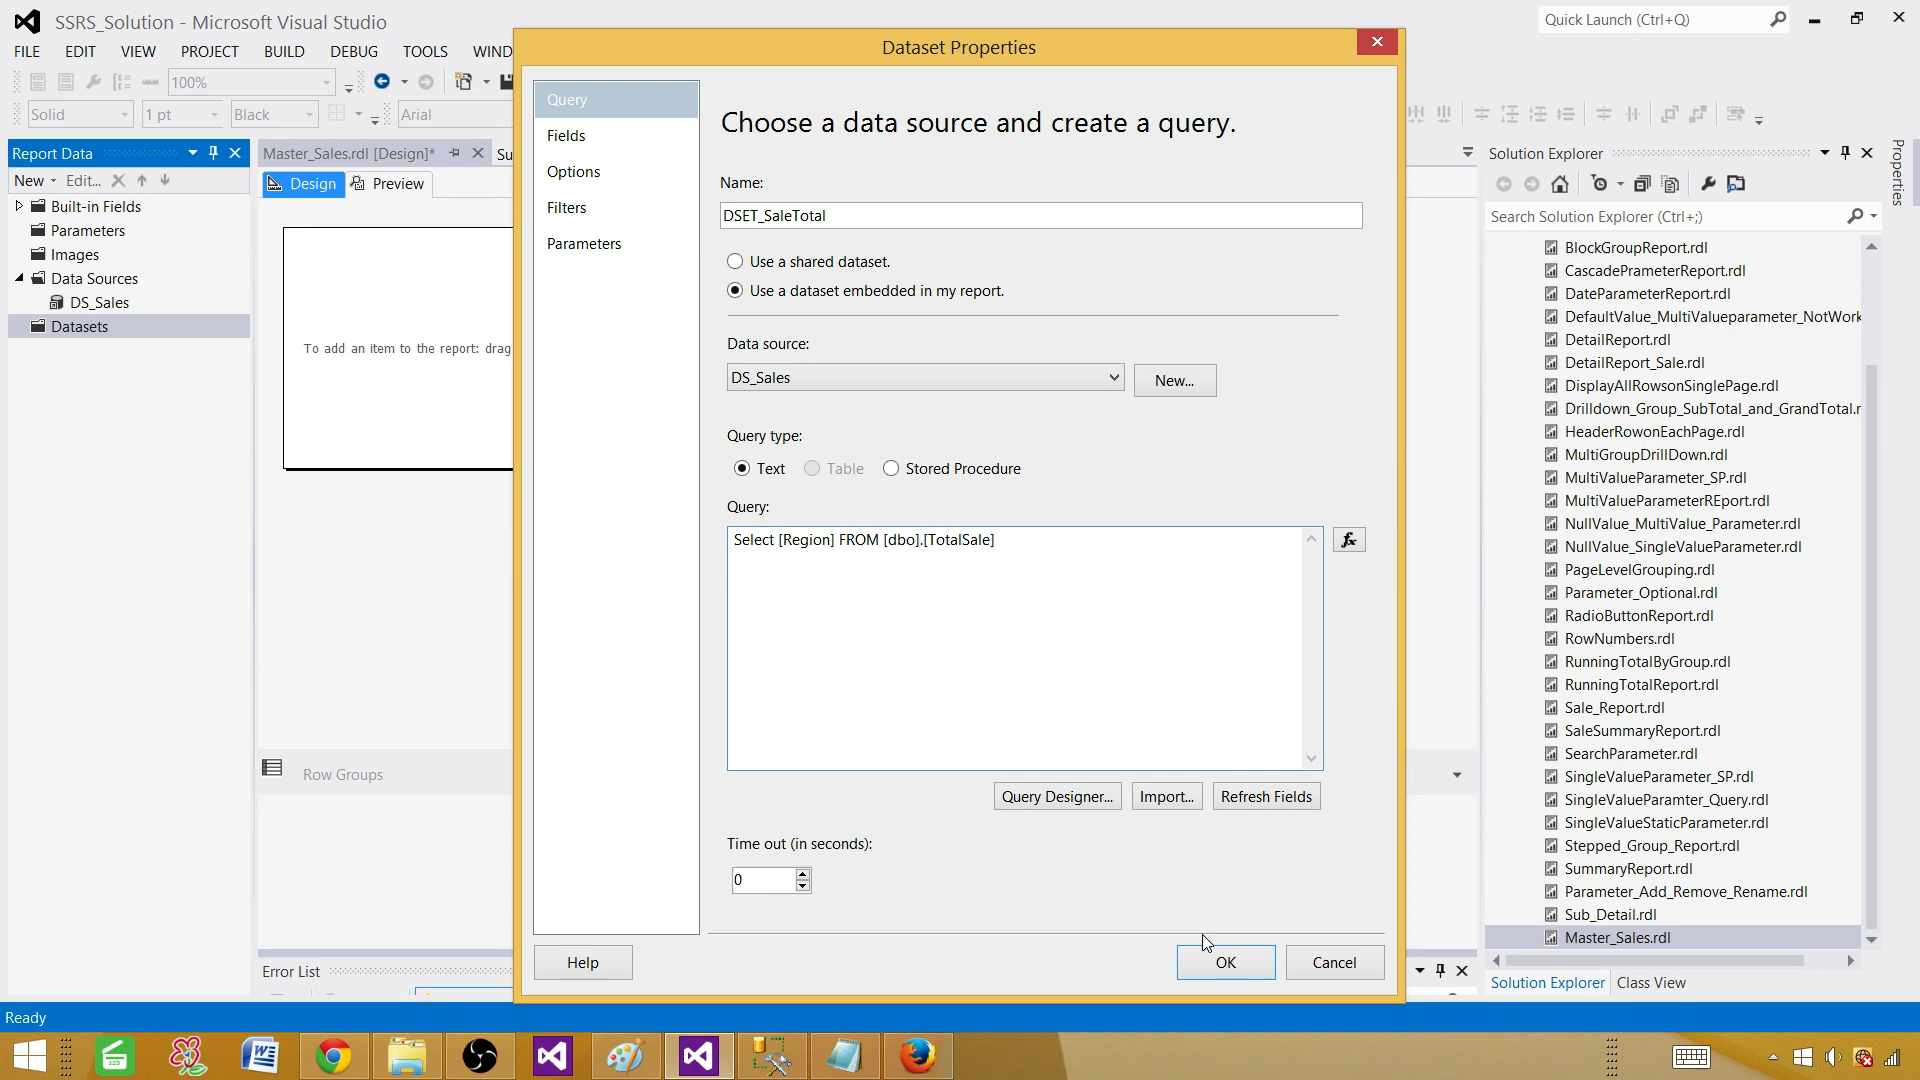 SSRS_Solution - Microsoft Visual Studio
Quick Launch (Ctrl+Q)
FILE EDIT VIEW PROJECT BUILD DEBUG TOOLS WIND
100%
Solid 1 pt Black Arial
Report Data
New Edit...
Built-in Fields
Parameters
Images
Data Sources
DS_Sales
Datasets
Master_Sales.rdl [Design]* Su
Design Preview
To add an item to the report: drag
Row Groups
Error List
Dataset Properties
Query
Fields
Options
Filters
Parameters
Choose a data source and create a query.
Name:
DSET_SaleTotal
Use a shared dataset.
Use a dataset embedded in my report.
Data source:
DS_Sales New...
Query type:
Text Table Stored Procedure
Query:
Select [Region] FROM [dbo].[TotalSale]
fx
Query Designer... Import... Refresh Fields
Time out (in seconds):
0
Help OK Cancel
Solution Explorer
Search Solution Explorer (Ctrl+;)
BlockGroupReport.rdl
CascadePrameterReport.rdl
DateParameterReport.rdl
DefaultValue_MultiValueparameter_NotWork
DetailReport.rdl
DetailReport_Sale.rdl
DisplayAllRowsonSinglePage.rdl
Drilldown_Group_SubTotal_and_GrandTotal.r
HeaderRowonEachPage.rdl
MultiGroupDrillDown.rdl
MultiValueParameter_SP.rdl
MultiValueParameterREport.rdl
NullValue_MultiValue_Parameter.rdl
NullValue_SingleValueParameter.rdl
PageLevelGrouping.rdl
Parameter_Optional.rdl
RadioButtonReport.rdl
RowNumbers.rdl
RunningTotalByGroup.rdl
RunningTotalReport.rdl
Sale_Report.rdl
SaleSummaryReport.rdl
SearchParameter.rdl
SingleValueParameter_SP.rdl
SingleValueParamter_Query.rdl
SingleValueStaticParameter.rdl
Stepped_Group_Report.rdl
SummaryReport.rdl
Parameter_Add_Remove_Rename.rdl
Sub_Detail.rdl
Master_Sales.rdl
Solution Explorer Class View
Properties
Ready